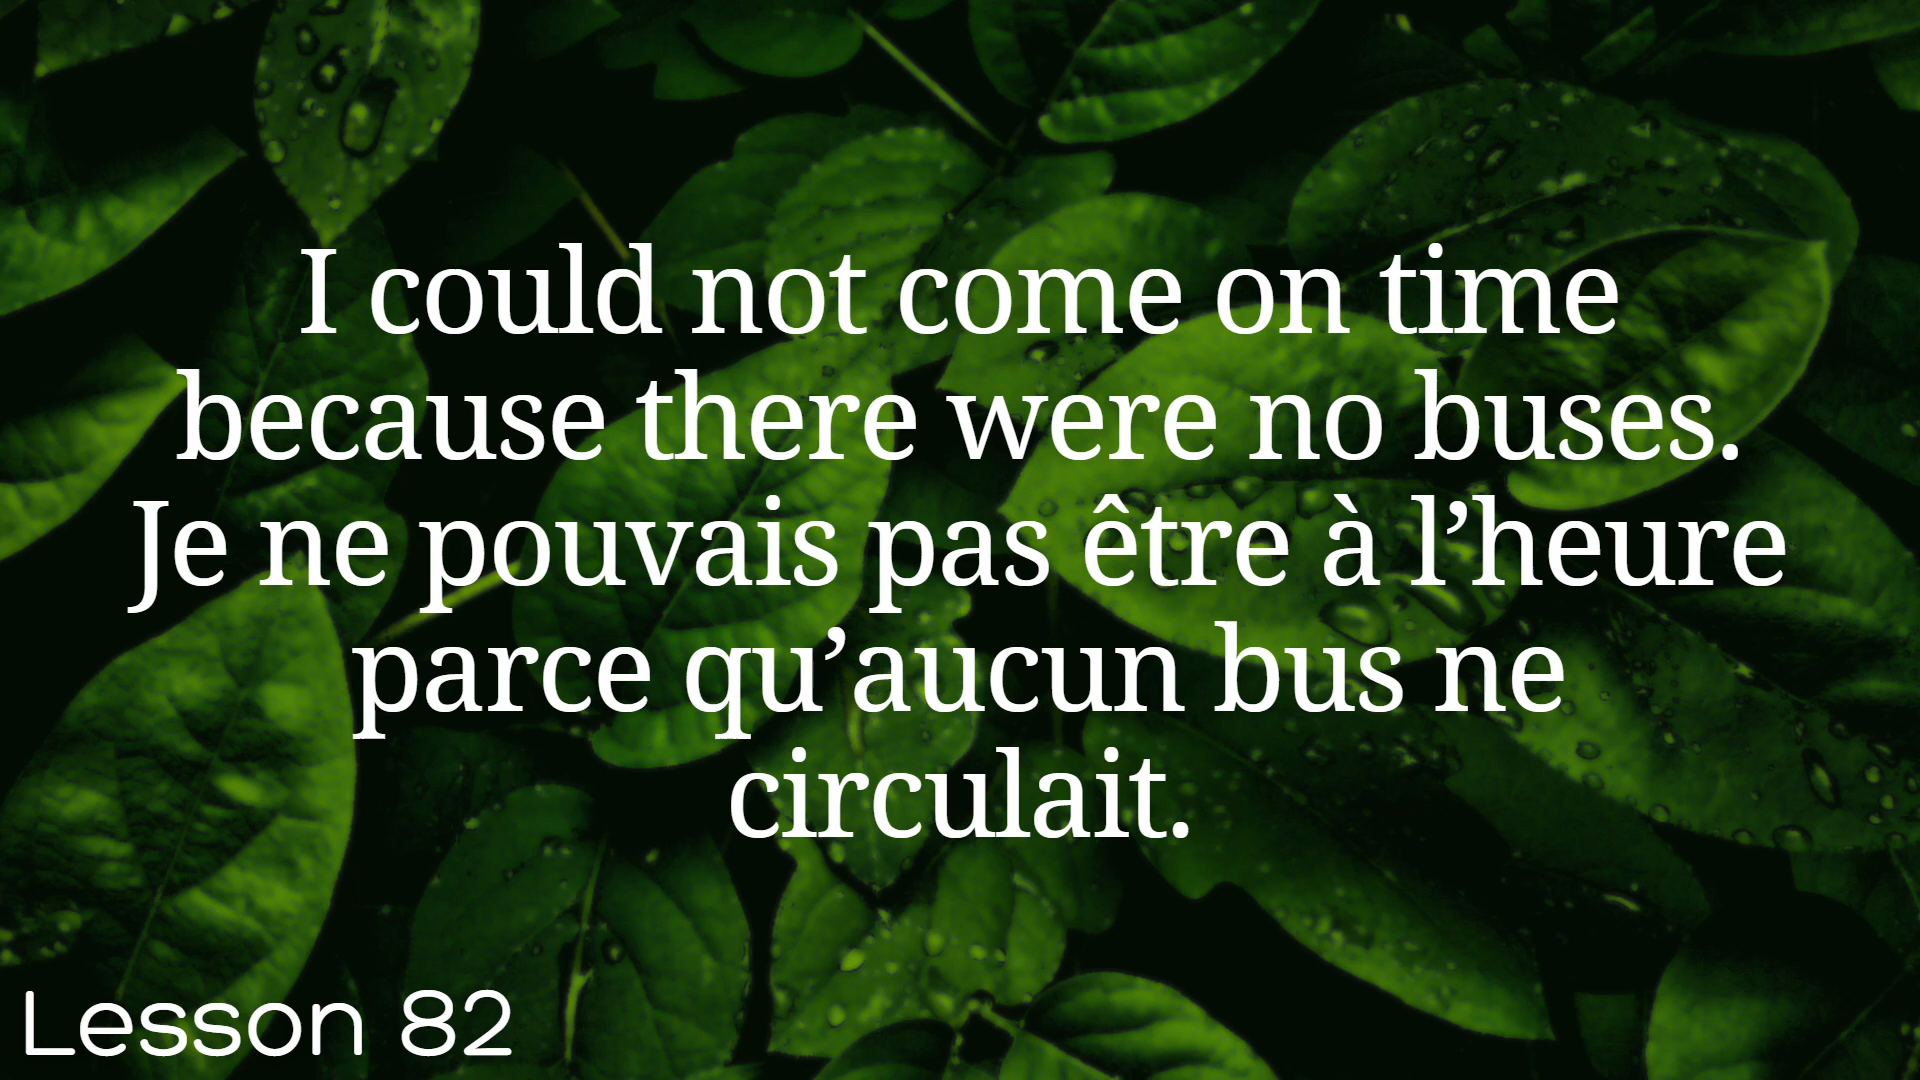 I could not come on time
because there were no buses.
Je ne pouvais pas être à l’heure
parce qu’aucun bus ne
circulait.
Lesson 82